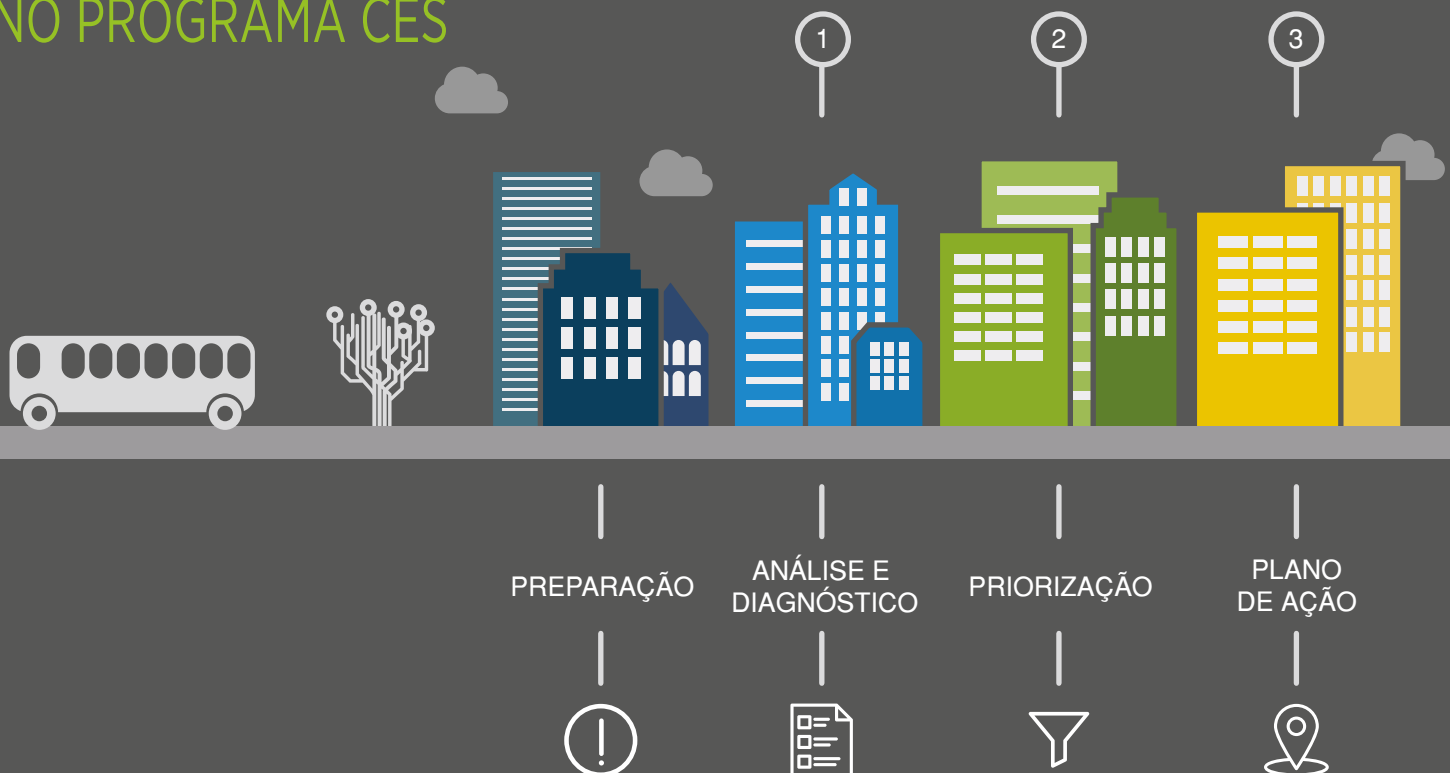 NO PROGRAMA CES
1
2
3
PREPARAÇÃO
ANÁLISE E
DIAGNÓSTICO
PRIORIZAÇÃO
PLANO
DE AÇÃO